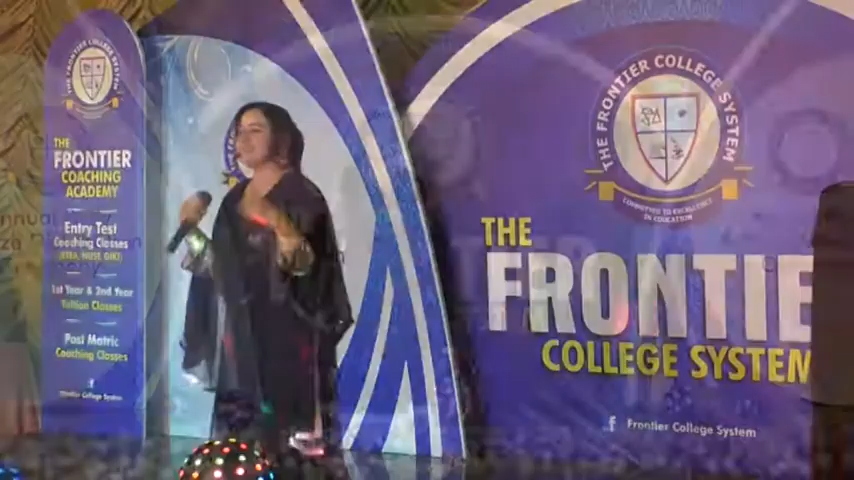 THE FRONTIER COLLEGE SYSTEM
THE
FRONTIER
COACHING
ACADEMY
Entry Test
Coaching Classes
1st Year & 2nd Year
Tuition Classes
Post Matric
Coaching Classes
Frontier College System
THE FRONTIER COLLEGE SYSTEM
COMMITTED TO EXCELLENCE
IN EDUCATION
THE
FRONTIE
COLLEGE SYSTEM
Frontier College System